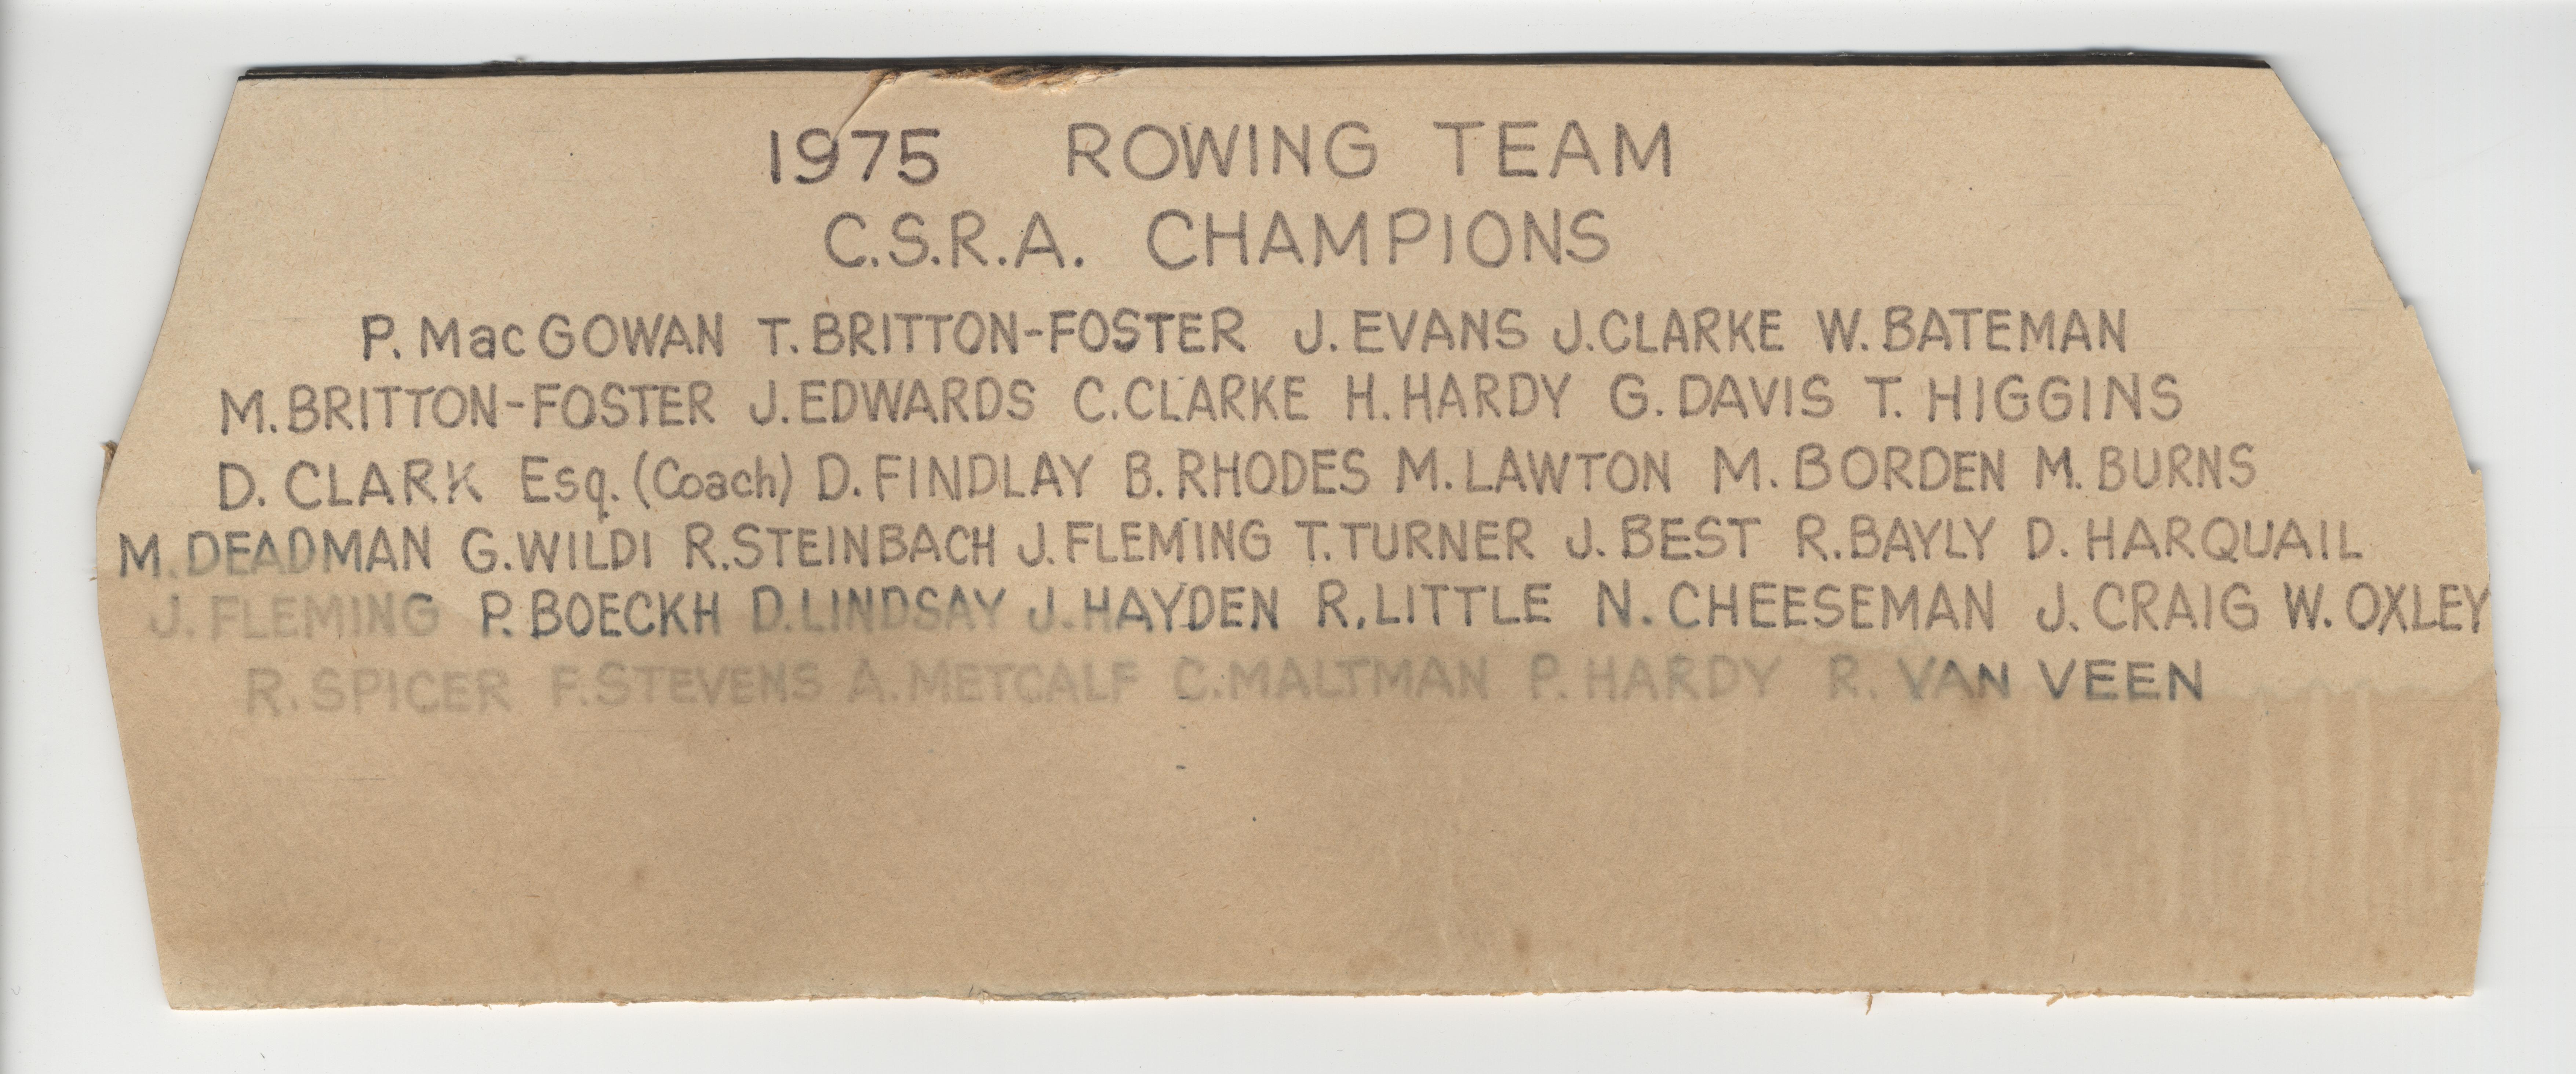 1975 ROWING TEAM
C.S.R.A. CHAMPIONS
P. MacGOWAN T. BRITTON-FOSTER J. EVANS J. CLARKE W. BATEMAN
M. BRITTON-FOSTER J. EDWARDS C. CLARKE H. HARDY G. DAVIS T. HIGGINS
D. CLARK Esq. (Coach) D. FINDLAY B. RHODES M. LAWTON M. BORDEN M. BURNS
M. DEADMAN G. WILDI R. STEINBACH J. FLEMING T. TURNER J. BEST R. BAYLY D. HARQUAIL
J. FLEMING P. BOECKH D. LINDSAY J. HAYDEN R. LITTLE N. CHEESEMAN J. CRAIG W. OXLEY
R. SPICER F. STEVENS A. METCALF C. MALTMAN P. HARDY R. VAN VEEN